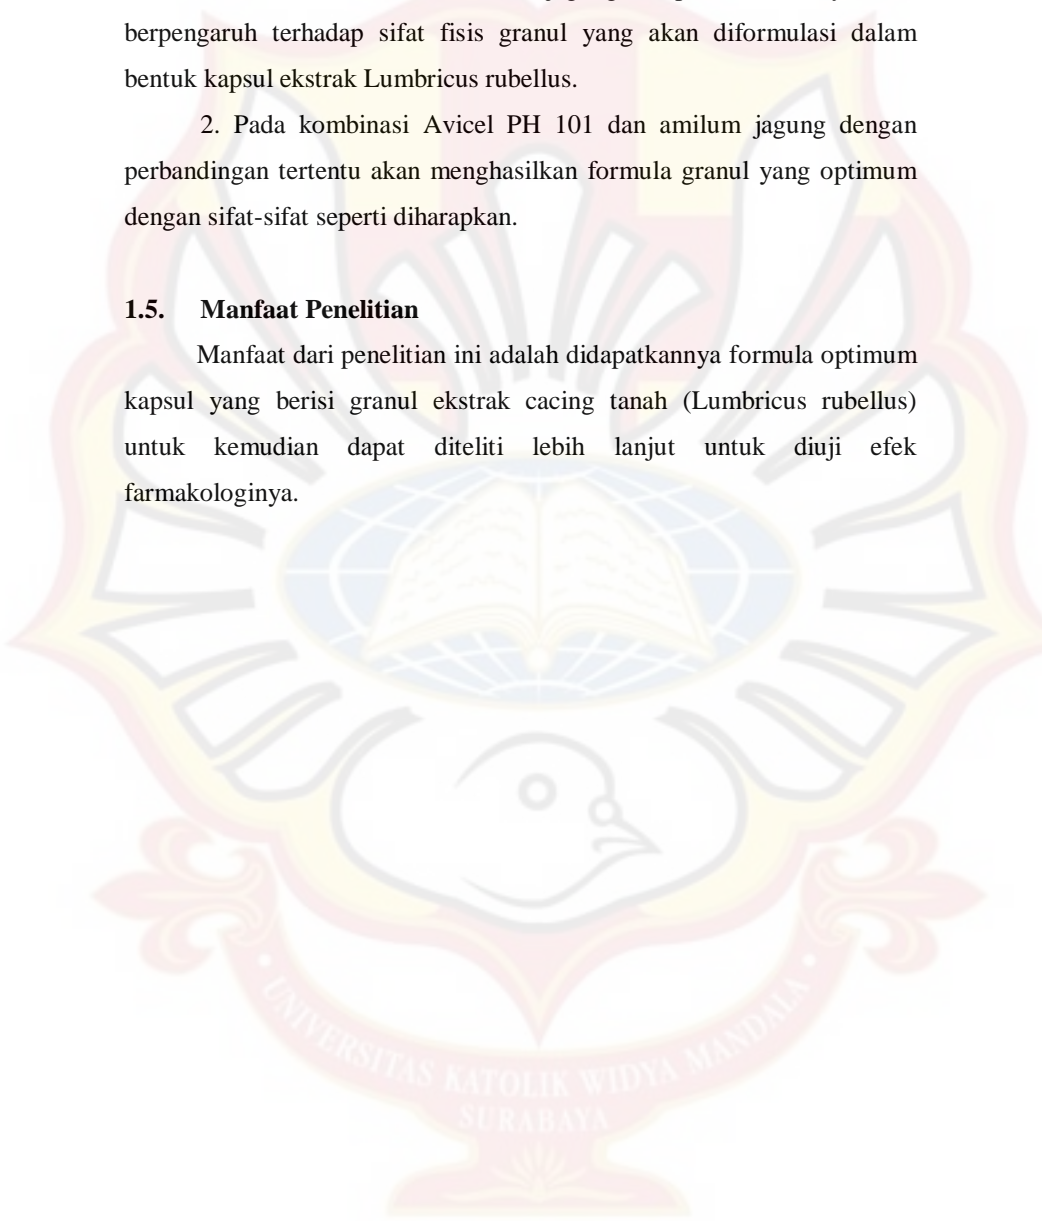 berpengaruh terhadap sifat fisis granul yang akan diformulasi dalam
bentuk kapsul ekstrak Lumbricus rubellus.
2. Pada kombinasi Avicel PH 101 dan amilum jagung dengan
perbandingan tertentu akan menghasilkan formula granul yang optimum
dengan sifat-sifat seperti diharapkan.
1.5. Manfaat Penelitian
Manfaat dari penelitian ini adalah didapatkannya formula optimum
kapsul yang berisi granul ekstrak cacing tanah (Lumbricus rubellus)
untuk kemudian dapat diteliti lebih lanjut untuk diuji efek
farmakologinya.
UNIVERSITAS KATOLIK WIDYA MANDALA
SURABAYA